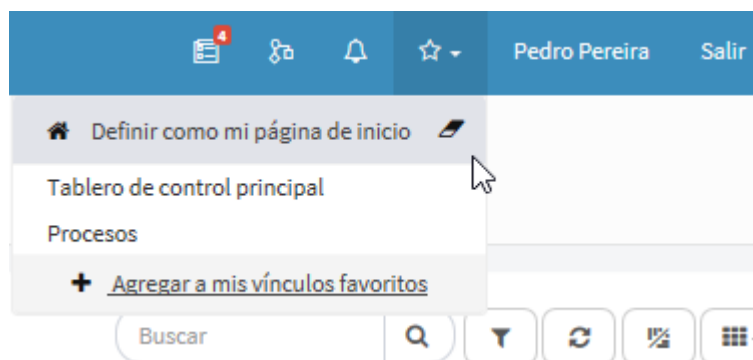 4
Pedro Pereira
Salir
Definir como mi página de inicio
Tablero de control principal
Procesos
Agregar a mis vínculos favoritos
Buscar